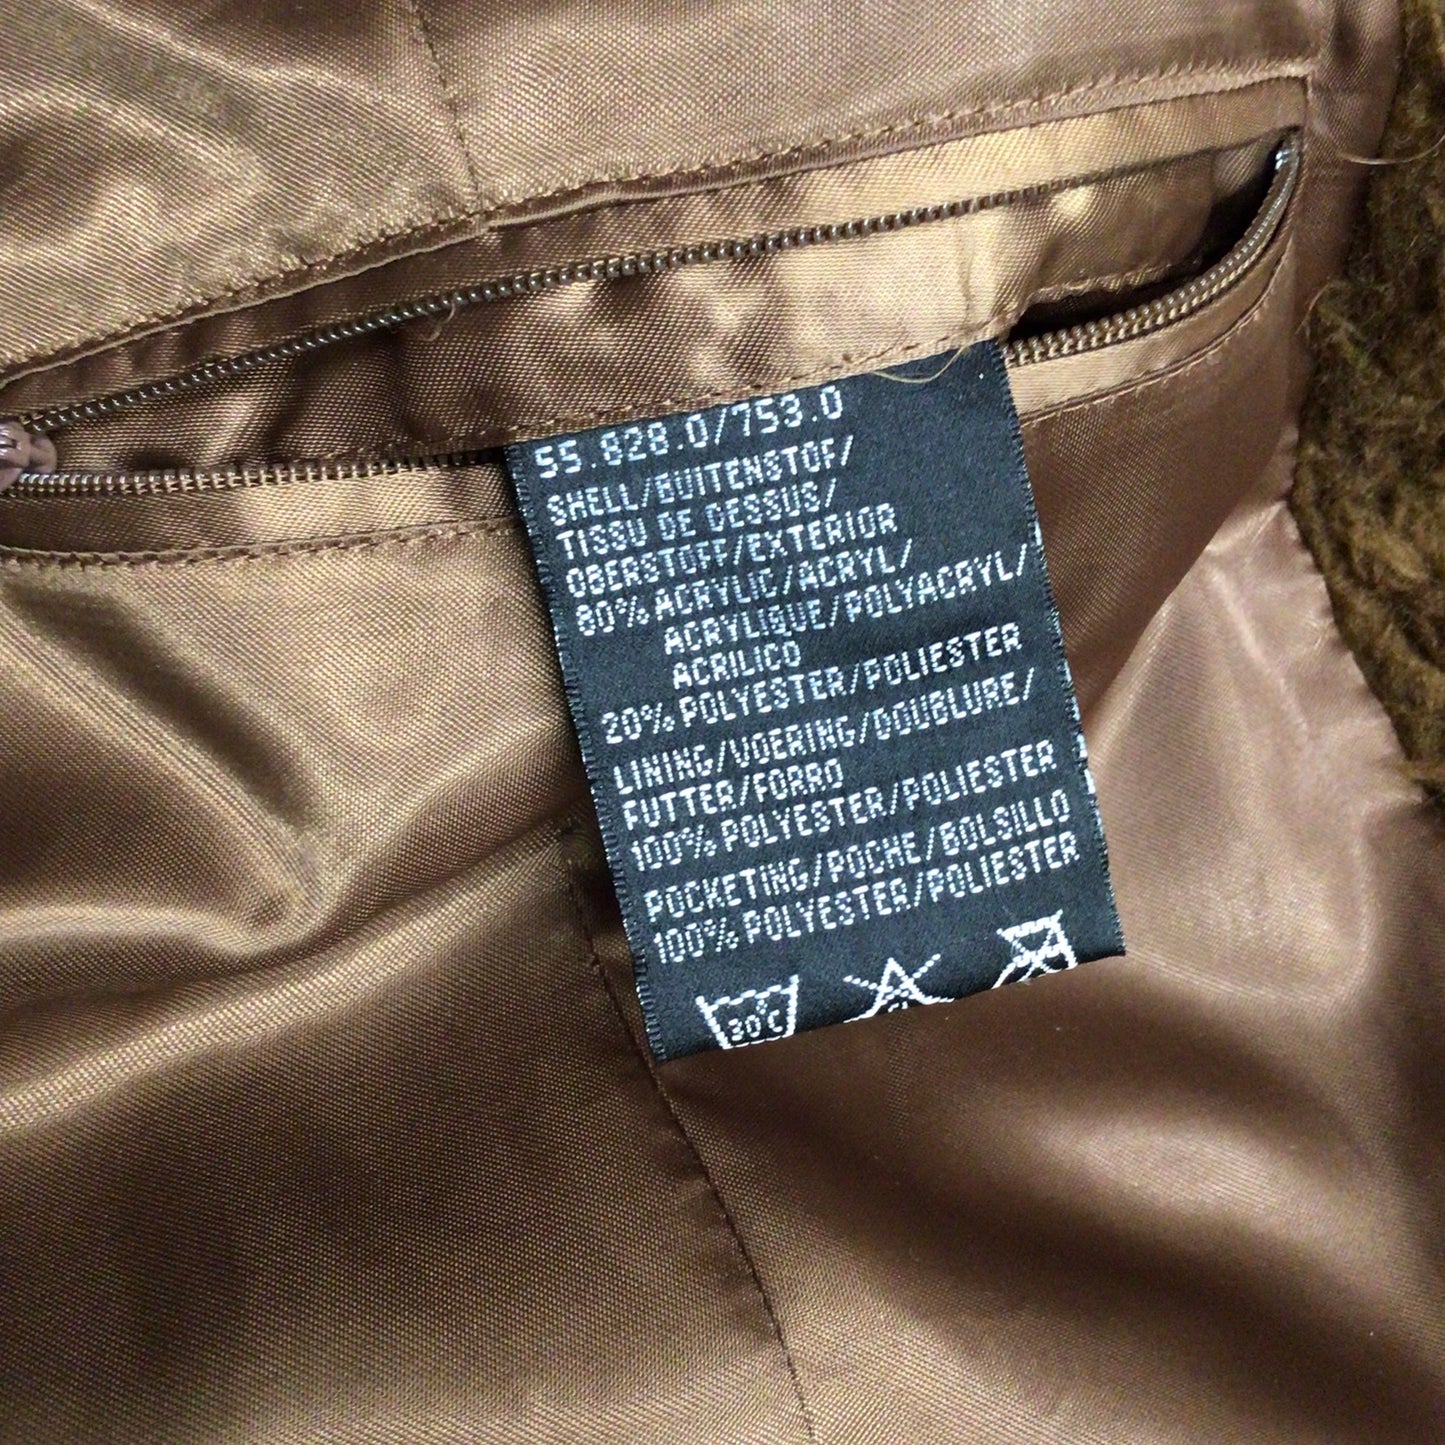 55.828.0/753.0
SHELL/BUITENSTOF/
TISSU DE DESSUS/
OBERSTOFF/EXTERIOR
80% ACRYLIC/ACRYL/
ACRYLIQUE/POLYACRYL/
ACRILICO
20% POLYESTER/POLIESTER
LINING/VOERING/DOUBLURE/
FUTTER/FORRO
100% POLYESTER/POLIESTER
POCKETING/POCHE/BOLSILLO
100% POLYESTER/POLIESTER
30°C